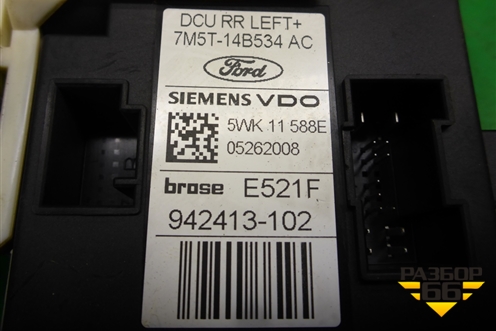 DCU RR LEFT+
7M5T-14B534 AC
Ford
SIEMENS VDO
5WK 11 588E
05262008
brose E521F
942413-102
РАЗБОР
66